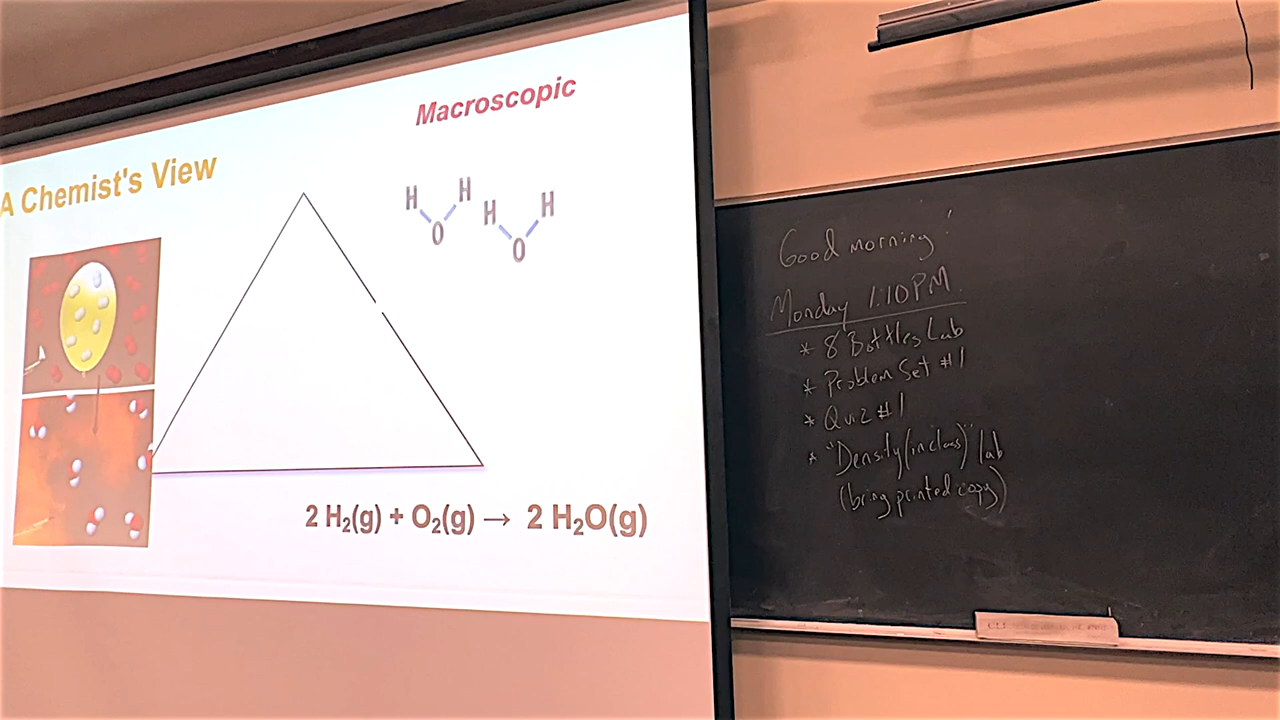 A Chemist's View
Macroscopic
H H H H
O O
2 H₂(g) + O₂(g) → 2 H₂O(g)
Good morning!
Monday 1:10PM
* 8 Bottles Lab
* Problem Set #1
* Quiz #1
* "Density (in class)" lab
(bring printed copy)